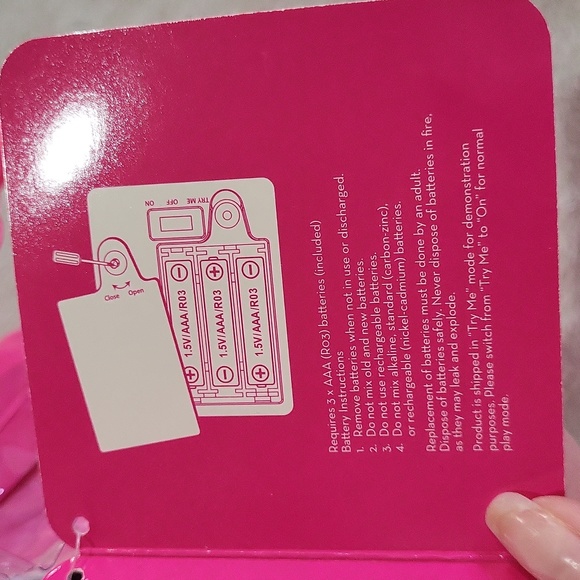 ON
OFF
TRY ME
Close
Open
1.5V/AAA/R03
1.5V/AAA/R03
1.5V/AAA/R03
Requires 3 x AAA (R03) batteries (included)
Battery Instructions
1. Remove batteries when not in use or discharged.
2. Do not mix old and new batteries.
3. Do not use rechargeable batteries.
4. Do not mix alkaline, standard (carbon-zinc),
or rechargeable (nickel-cadmium) batteries.
Replacement of batteries must be done by an adult.
Dispose of batteries safely. Never dispose of batteries in fire,
as they may leak and explode.
Product is shipped in "Try Me" mode for demonstration
purposes. Please switch from "Try Me" to "On" for normal
play mode.